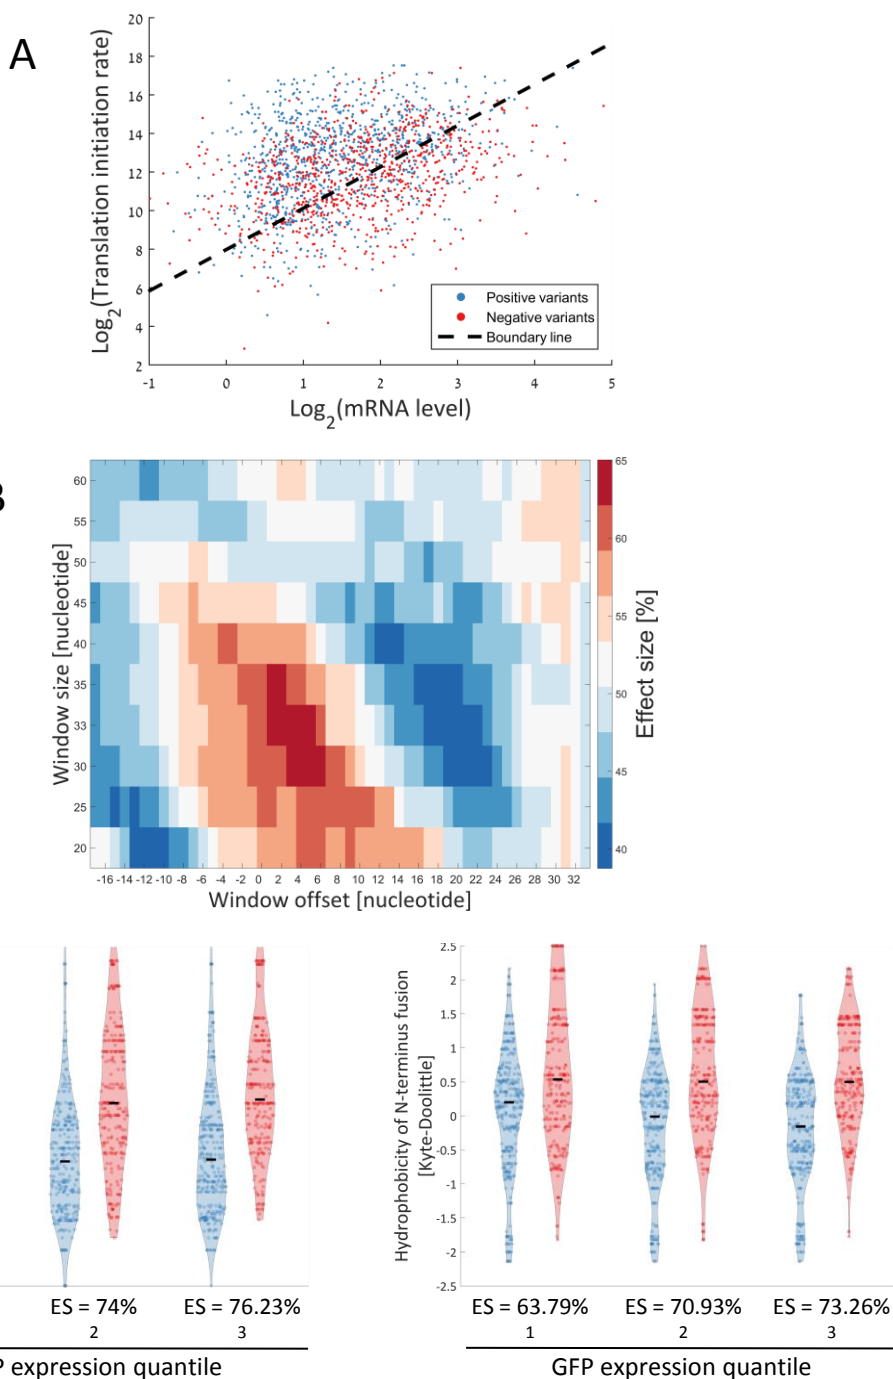 A
Log2(Translation initiation rate)
20
18
16
14
12
10
8
6
4
2
-1
0
1
2
3
4
5
Log2(mRNA level)
Positive variants
Negative variants
Boundary line
Window size [nucleotide]
60
55
50
45
40
35
33
30
25
20
-16 -14 -12 -10 -8 -6 -4 -2 0 2 4 6 8 10 12 14 16 18 20 22 24 26 28 30 32
Window offset [nucleotide]
65
60
55
50
45
40
Effect size [%]
ES = 74% ES = 76.23%
2 3
expression quantile
Hydrophobicity of N-terminus fusion
[Kyte-Doolittle]
2.5
2
1.5
1
0.5
0
-0.5
-1
-1.5
-2
-2.5
ES = 63.79% ES = 70.93% ES = 73.26%
1 2 3
GFP expression quantile